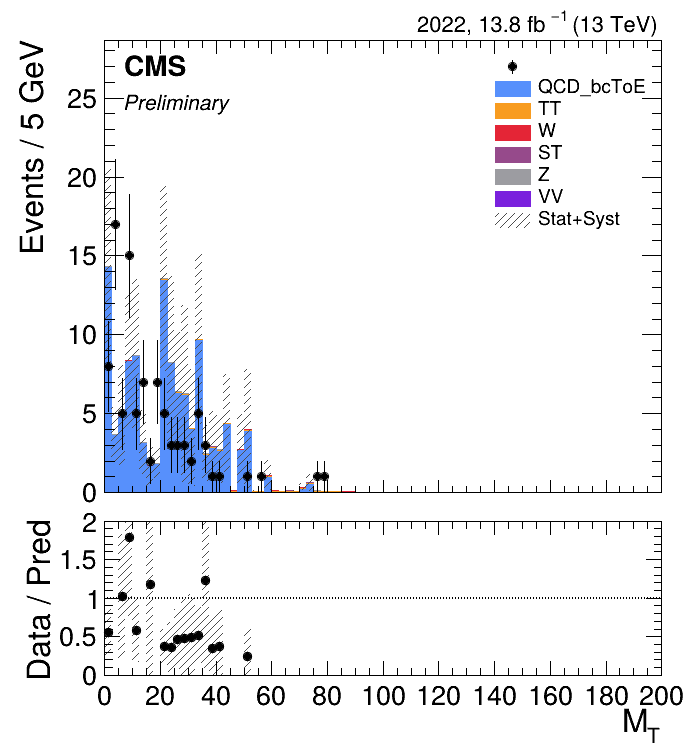 2022, 13.8 fb⁻¹ (13 TeV)
CMS
Preliminary
QCD_bcToE
TT
W
ST
Z
VV
Stat+Syst
Events / 5 GeV
25
20
15
10
5
0
Data / Pred
2
1.5
1
0.5
0
0 20 40 60 80 100 120 140 160 180 200
M_T